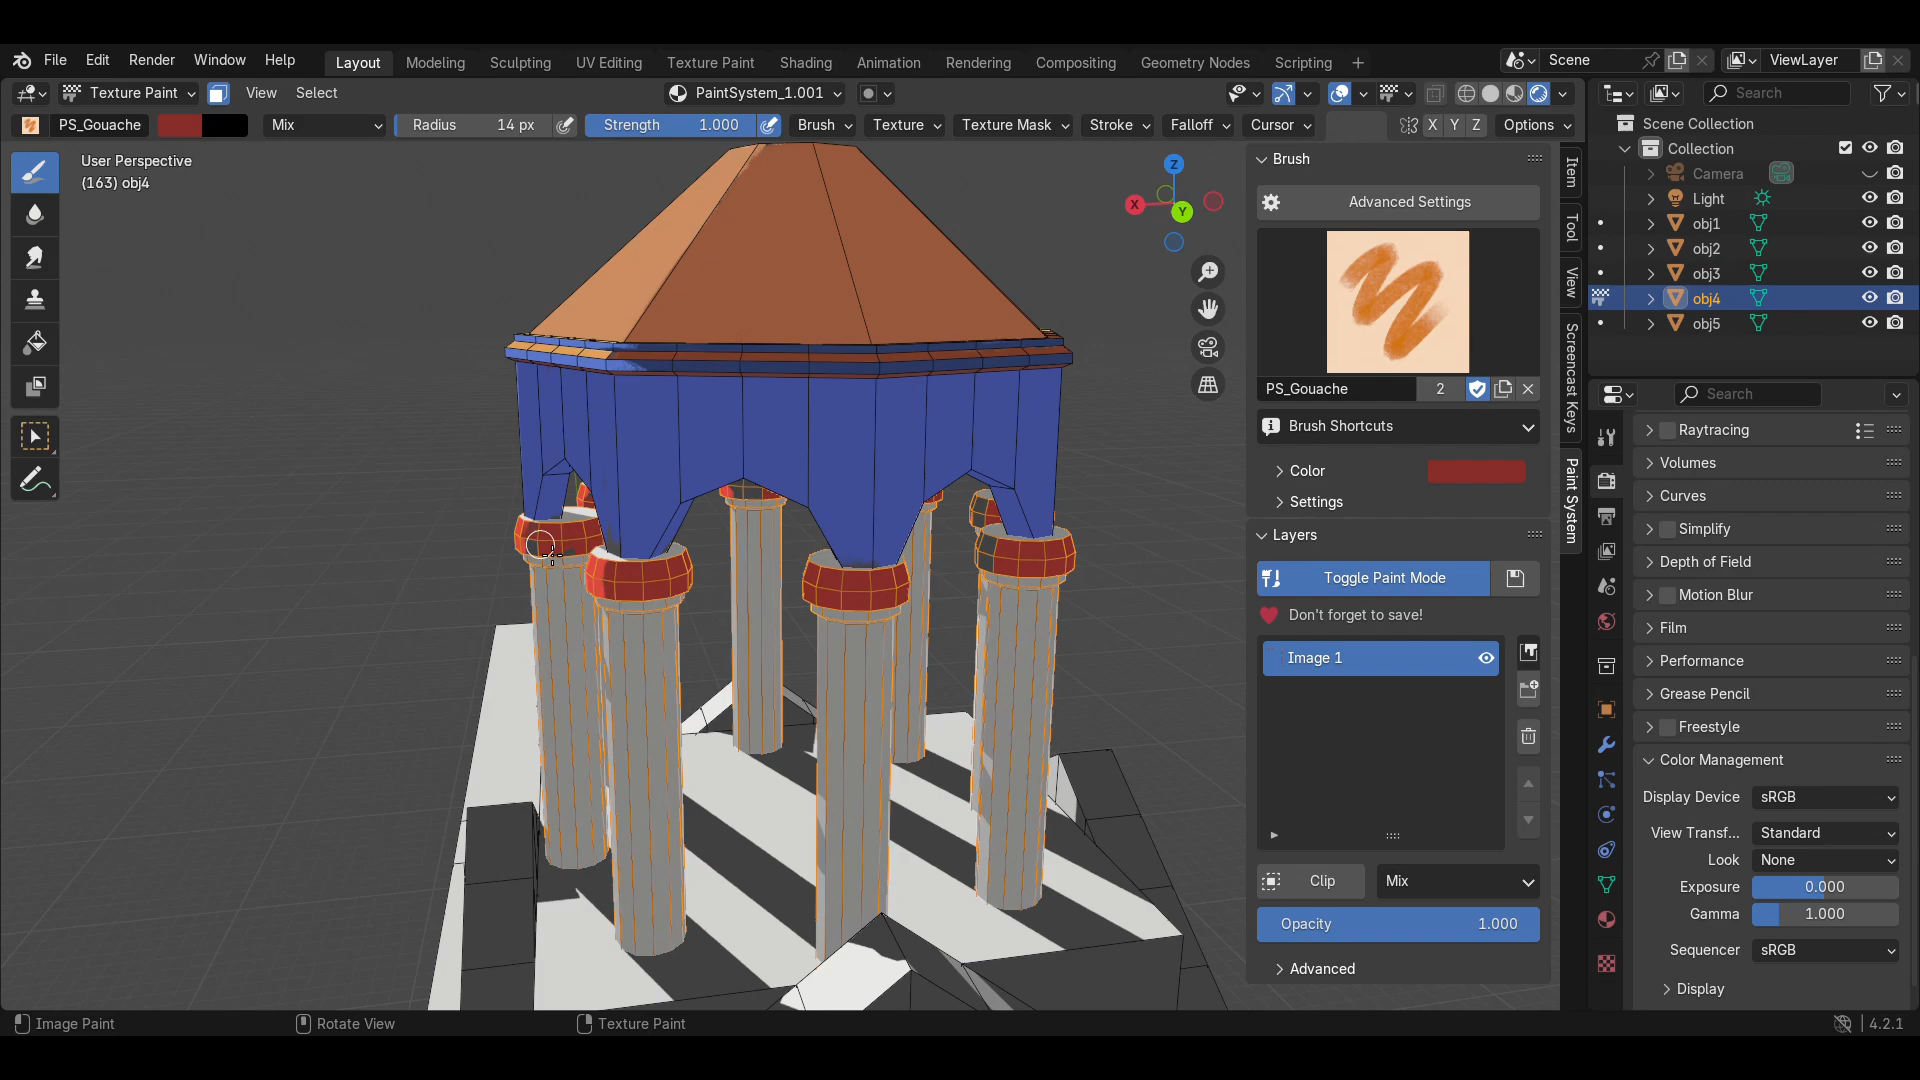 File Edit Render Window Help Layout Modeling Sculpting UV Editing Texture Paint Shading Animation Rendering Compositing Geometry Nodes Scripting + Scene ViewLayer
Texture Paint View Select PaintSystem_1.001 Search
PS_Gouache Mix Radius 14 px Strength 1.000 Brush Texture Texture Mask Stroke Falloff Cursor X Y Z Options
User Perspective
(163) obj4
Z
X
Y
Brush
Advanced Settings
PS_Gouache 2
Brush Shortcuts
Color
Settings
Layers
Toggle Paint Mode
Don't forget to save!
Image 1
Clip Mix
Opacity 1.000
Advanced
Item
Tool
View
Screencast Keys
Paint System
Scene Collection
Collection
Camera
Light
obj1
obj2
obj3
obj4
obj5
Search
Raytracing
Volumes
Curves
Simplify
Depth of Field
Motion Blur
Film
Performance
Grease Pencil
Freestyle
Color Management
Display Device sRGB
View Transf... Standard
Look None
Exposure 0.000
Gamma 1.000
Sequencer sRGB
Display
Image Paint Rotate View Texture Paint 4.2.1